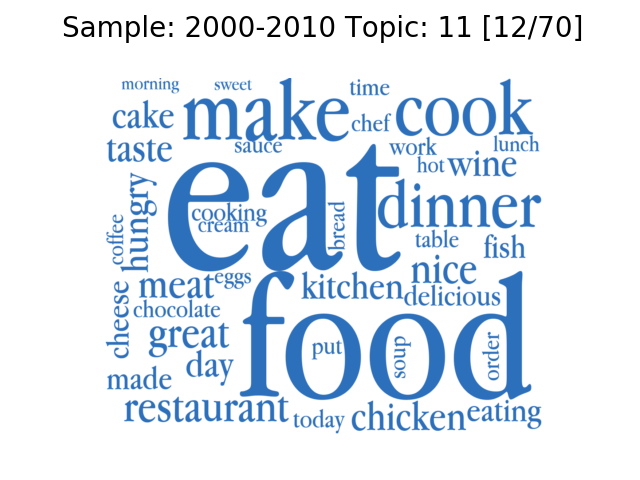 Sample: 2000-2010 Topic: 11 [12/70]
morning
sweet
time
cake
make
chef
cook
taste
sauce
work
lunch
hot
wine
eat
hungry
cooking
cream
bread
dinner
coffee
table
fish
meat
eggs
kitchen
nice
delicious
cheese
chocolate
food
great
put
soup
order
day
made
restaurant
today
chicken
eating